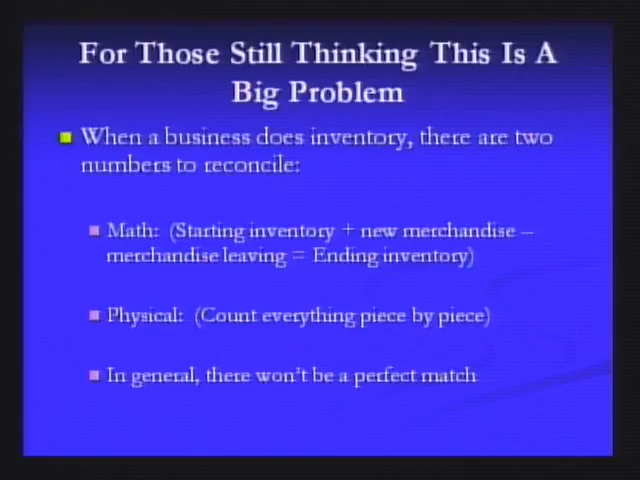 For Those Still Thinking This Is A
Big Problem
When a business does inventory, there are two
numbers to reconcile:
Math: (Starting inventory + new merchandise –
merchandise leaving = Ending inventory)
Physical: (Count everything piece by piece)
In general, there won't be a perfect match